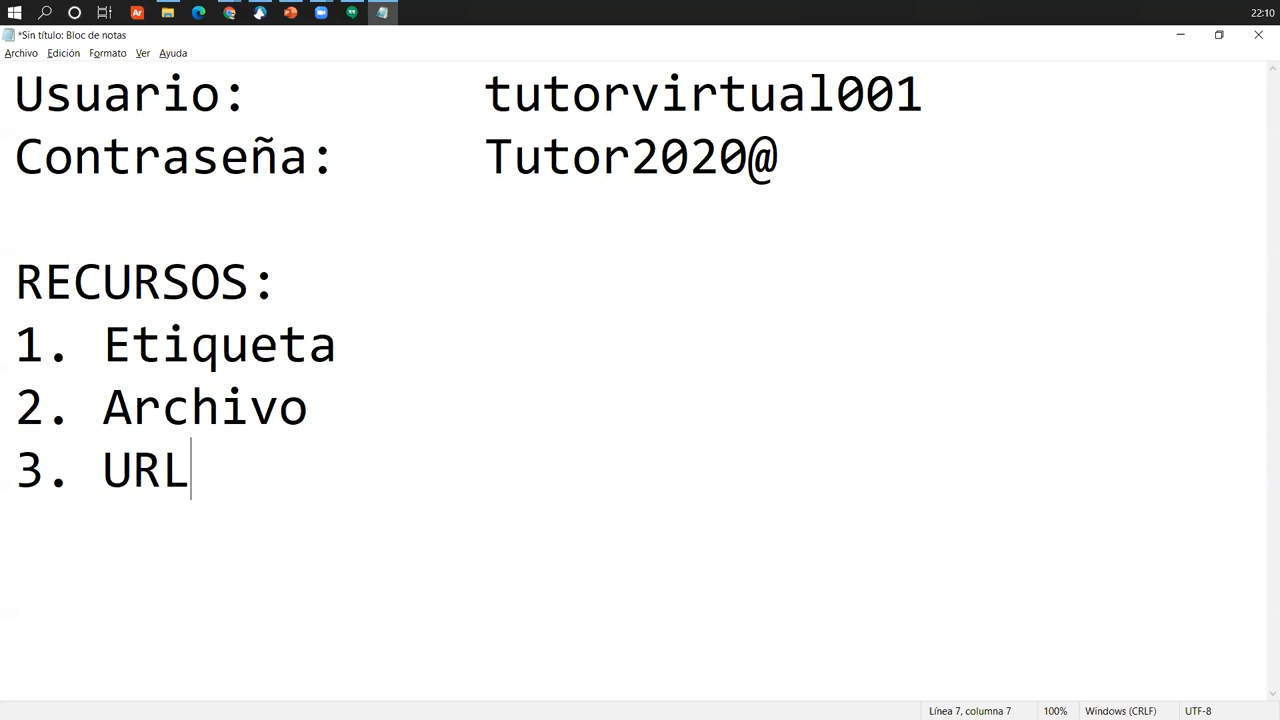 22:10
*Sin título: Bloc de notas
Archivo Edición Formato Ver Ayuda
Usuario: tutorvirtual001
Contraseña: Tutor2020@
RECURSOS:
1. Etiqueta
2. Archivo
3. URL
Línea 7, columna 7 100% Windows (CRLF) UTF-8